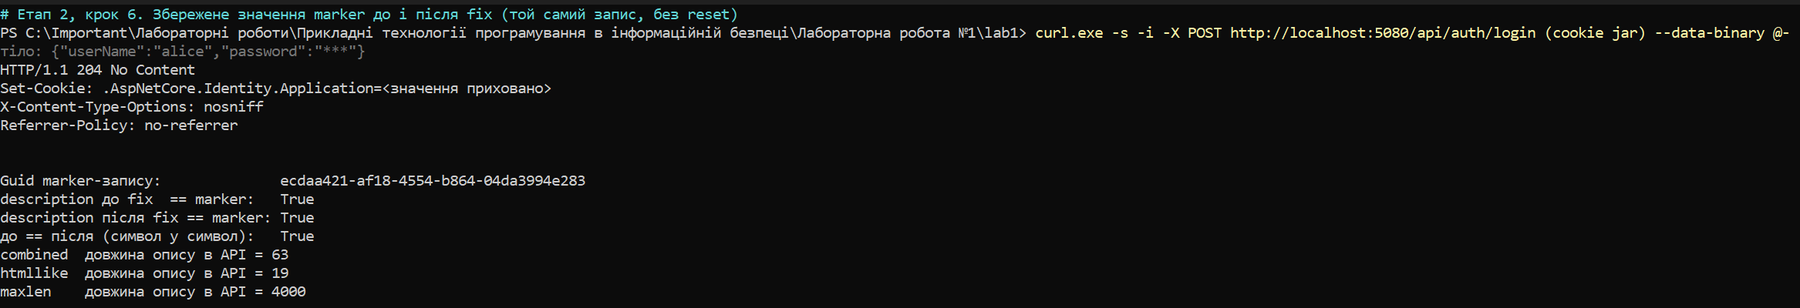 # Етап 2, крок 6. Збережене значення marker до і після fix (той самий запис, без reset)
PS C:\Important\Лабораторні роботи\Прикладні технології програмування в інформаційній безпеці\Лабораторна робота №1\lab1> curl.exe -s -i -X POST http://localhost:5080/api/auth/login (cookie jar) --data-binary @-
тіло: {"userName":"alice","password":"***"}
HTTP/1.1 204 No Content
Set-Cookie: .AspNetCore.Identity.Application=<значення приховано>
X-Content-Type-Options: nosniff
Referrer-Policy: no-referrer
Guid marker-запису: ecdaa421-af18-4554-b864-04da3994e283
description до fix  == marker: True
description після fix == marker: True
до == після (символ у символ): True
combined  довжина опису в API = 63
htmllike  довжина опису в API = 19
maxlen    довжина опису в API = 4000